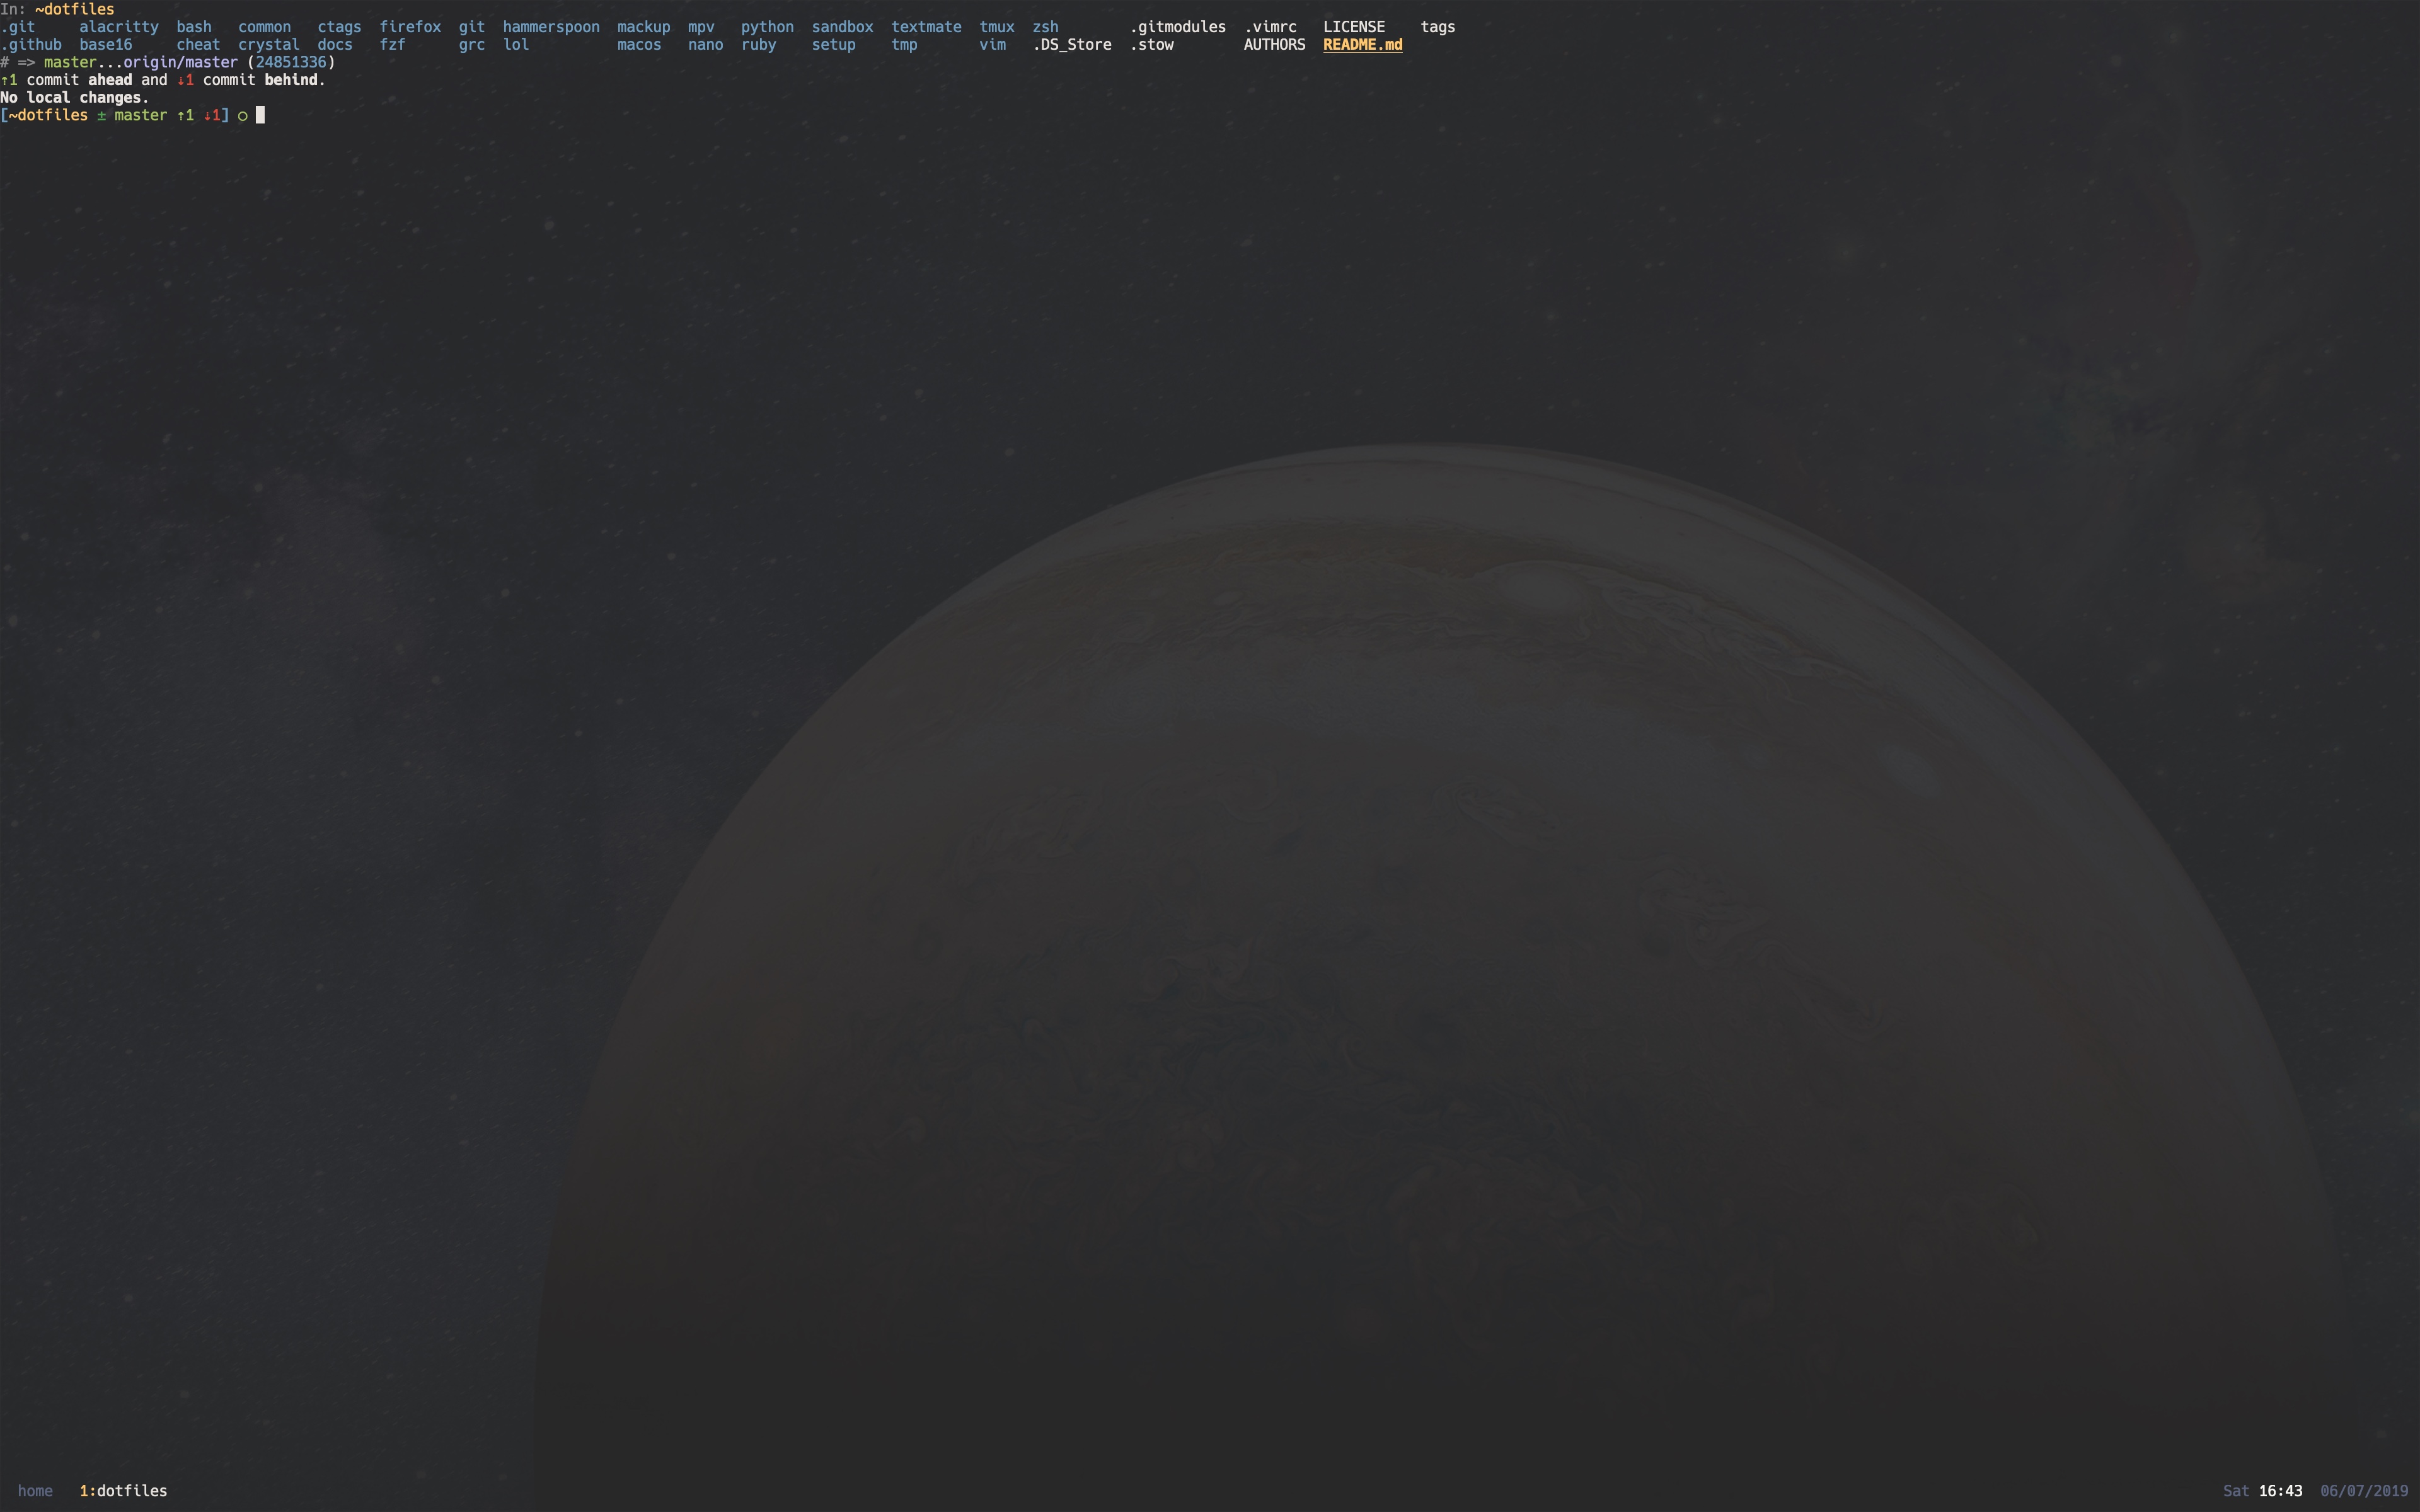 In: ~dotfiles
.git alacritty bash common ctags firefox git hammerspoon mackup mpv python sandbox textmate tmux zsh .gitmodules .vimrc LICENSE tags
.github base16 cheat crystal docs fzf grc lol macos nano ruby setup tmp vim .DS_Store .stow AUTHORS README.md
# => master...origin/master (24851336)
↑1 commit ahead and ↓1 commit behind.
No local changes.
[~dotfiles ± master ↑1 ↓1] ○
home 1:dotfiles Sat 16:43 06/07/2019